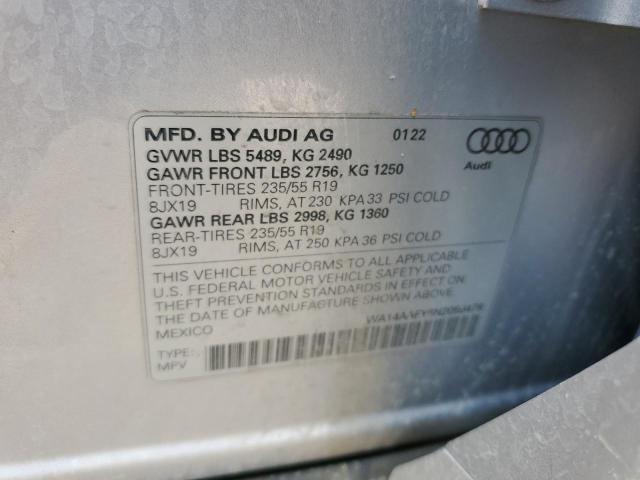 MFD. BY AUDI AG 01 22
GVWR LBS 5489, KG 2490
GAWR FRONT LBS 2756, KG 1250
FRONT-TIRES 235/55 R19
8JX19 RIMS, AT 230 KPA 33 PSI COLD
GAWR REAR LBS 2998, KG 1360
REAR-TIRES 235/55 R19
8JX19 RIMS, AT 250 KPA 36 PSI COLD
Audi
THIS VEHICLE CONFORMS TO ALL APPLICABLE
U.S. FEDERAL MOTOR VEHICLE SAFETY AND
THEFT PREVENTION STANDARDS IN EFFECT ON
THE DATE OF MANUFACTURE SHOWN ABOVE.
MEXICO
TYPE:
MPV